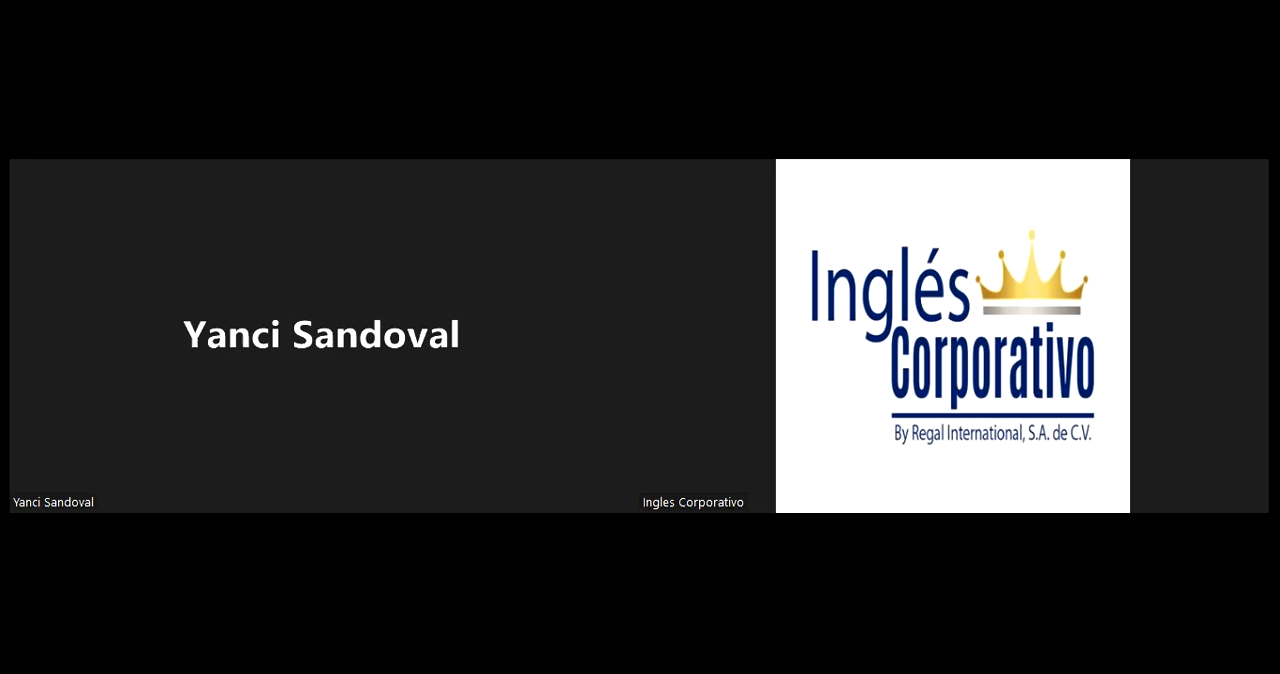 Yanci Sandoval
Inglés
Corporativo
By Regal International, S.A. de C.V.
Yanci Sandoval
Ingles Corporativo